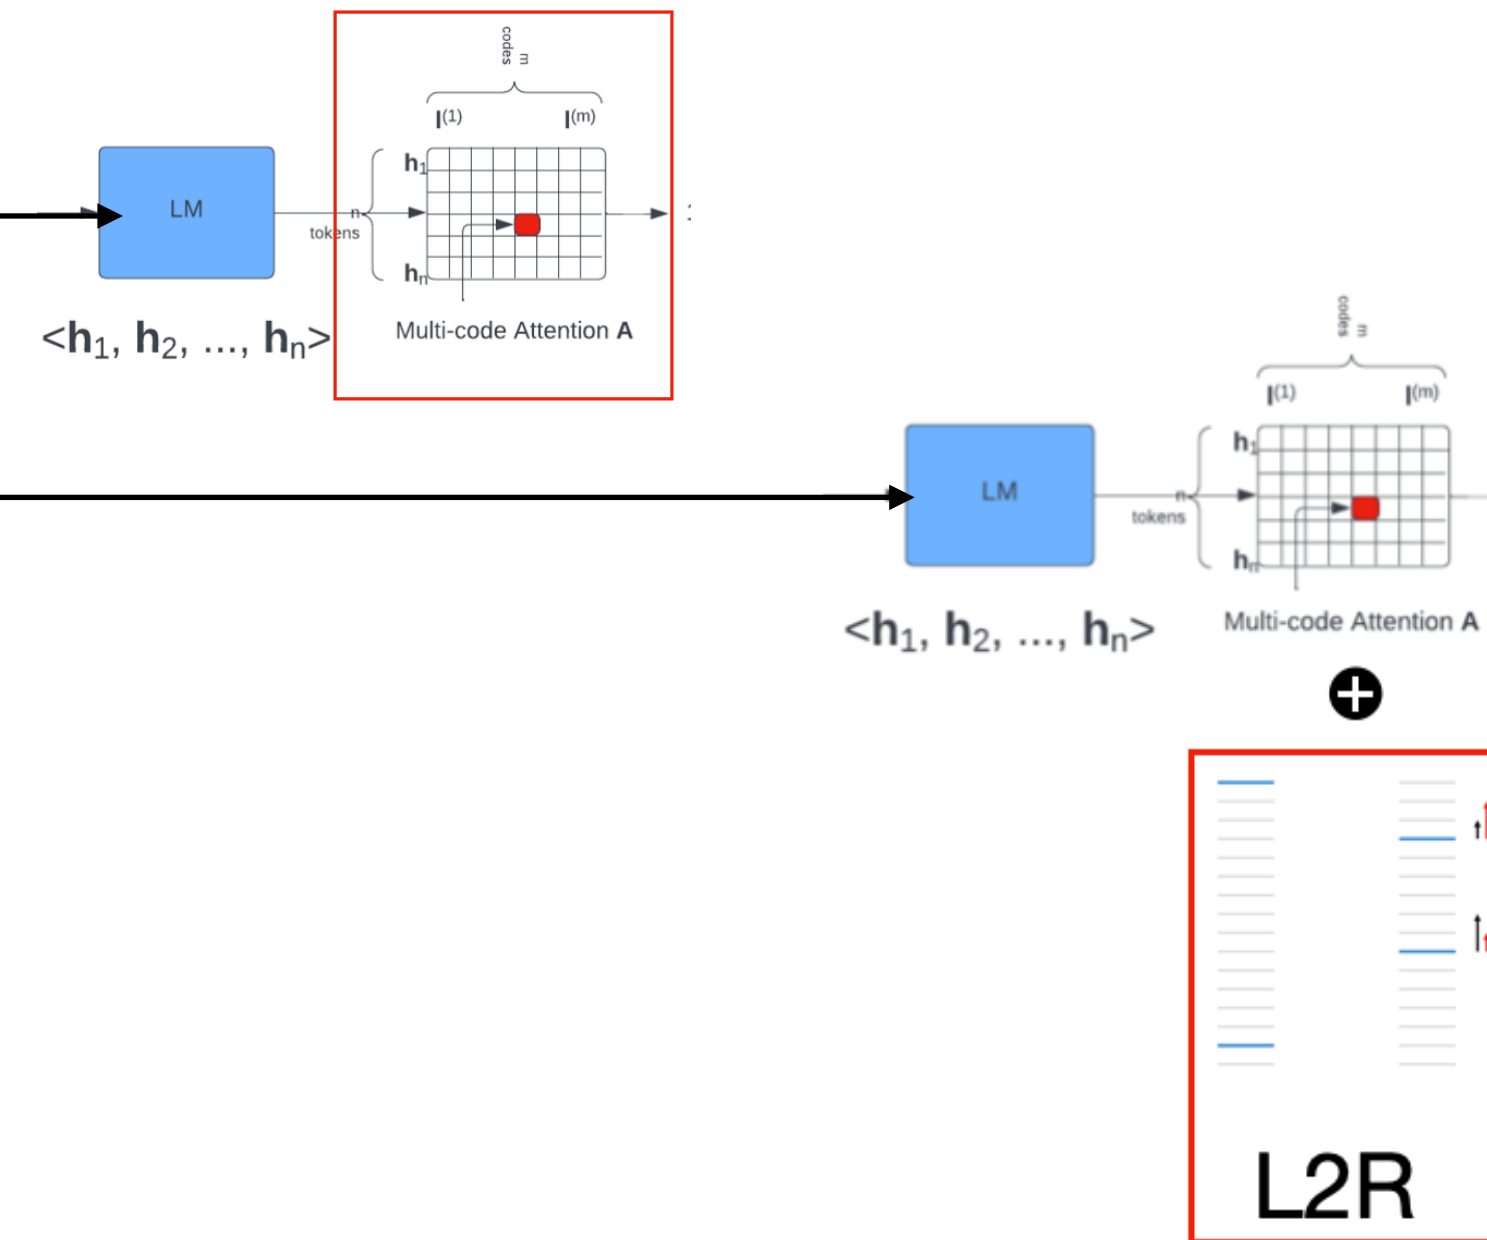 m
codes
l(1) l(m)
h1
LM
n
tokens
hn
<h1, h2, ..., hn>
Multi-code Attention A
m
codes
l(1) l(m)
h1
LM
n
tokens
hn
<h1, h2, ..., hn>
Multi-code Attention A
L2R